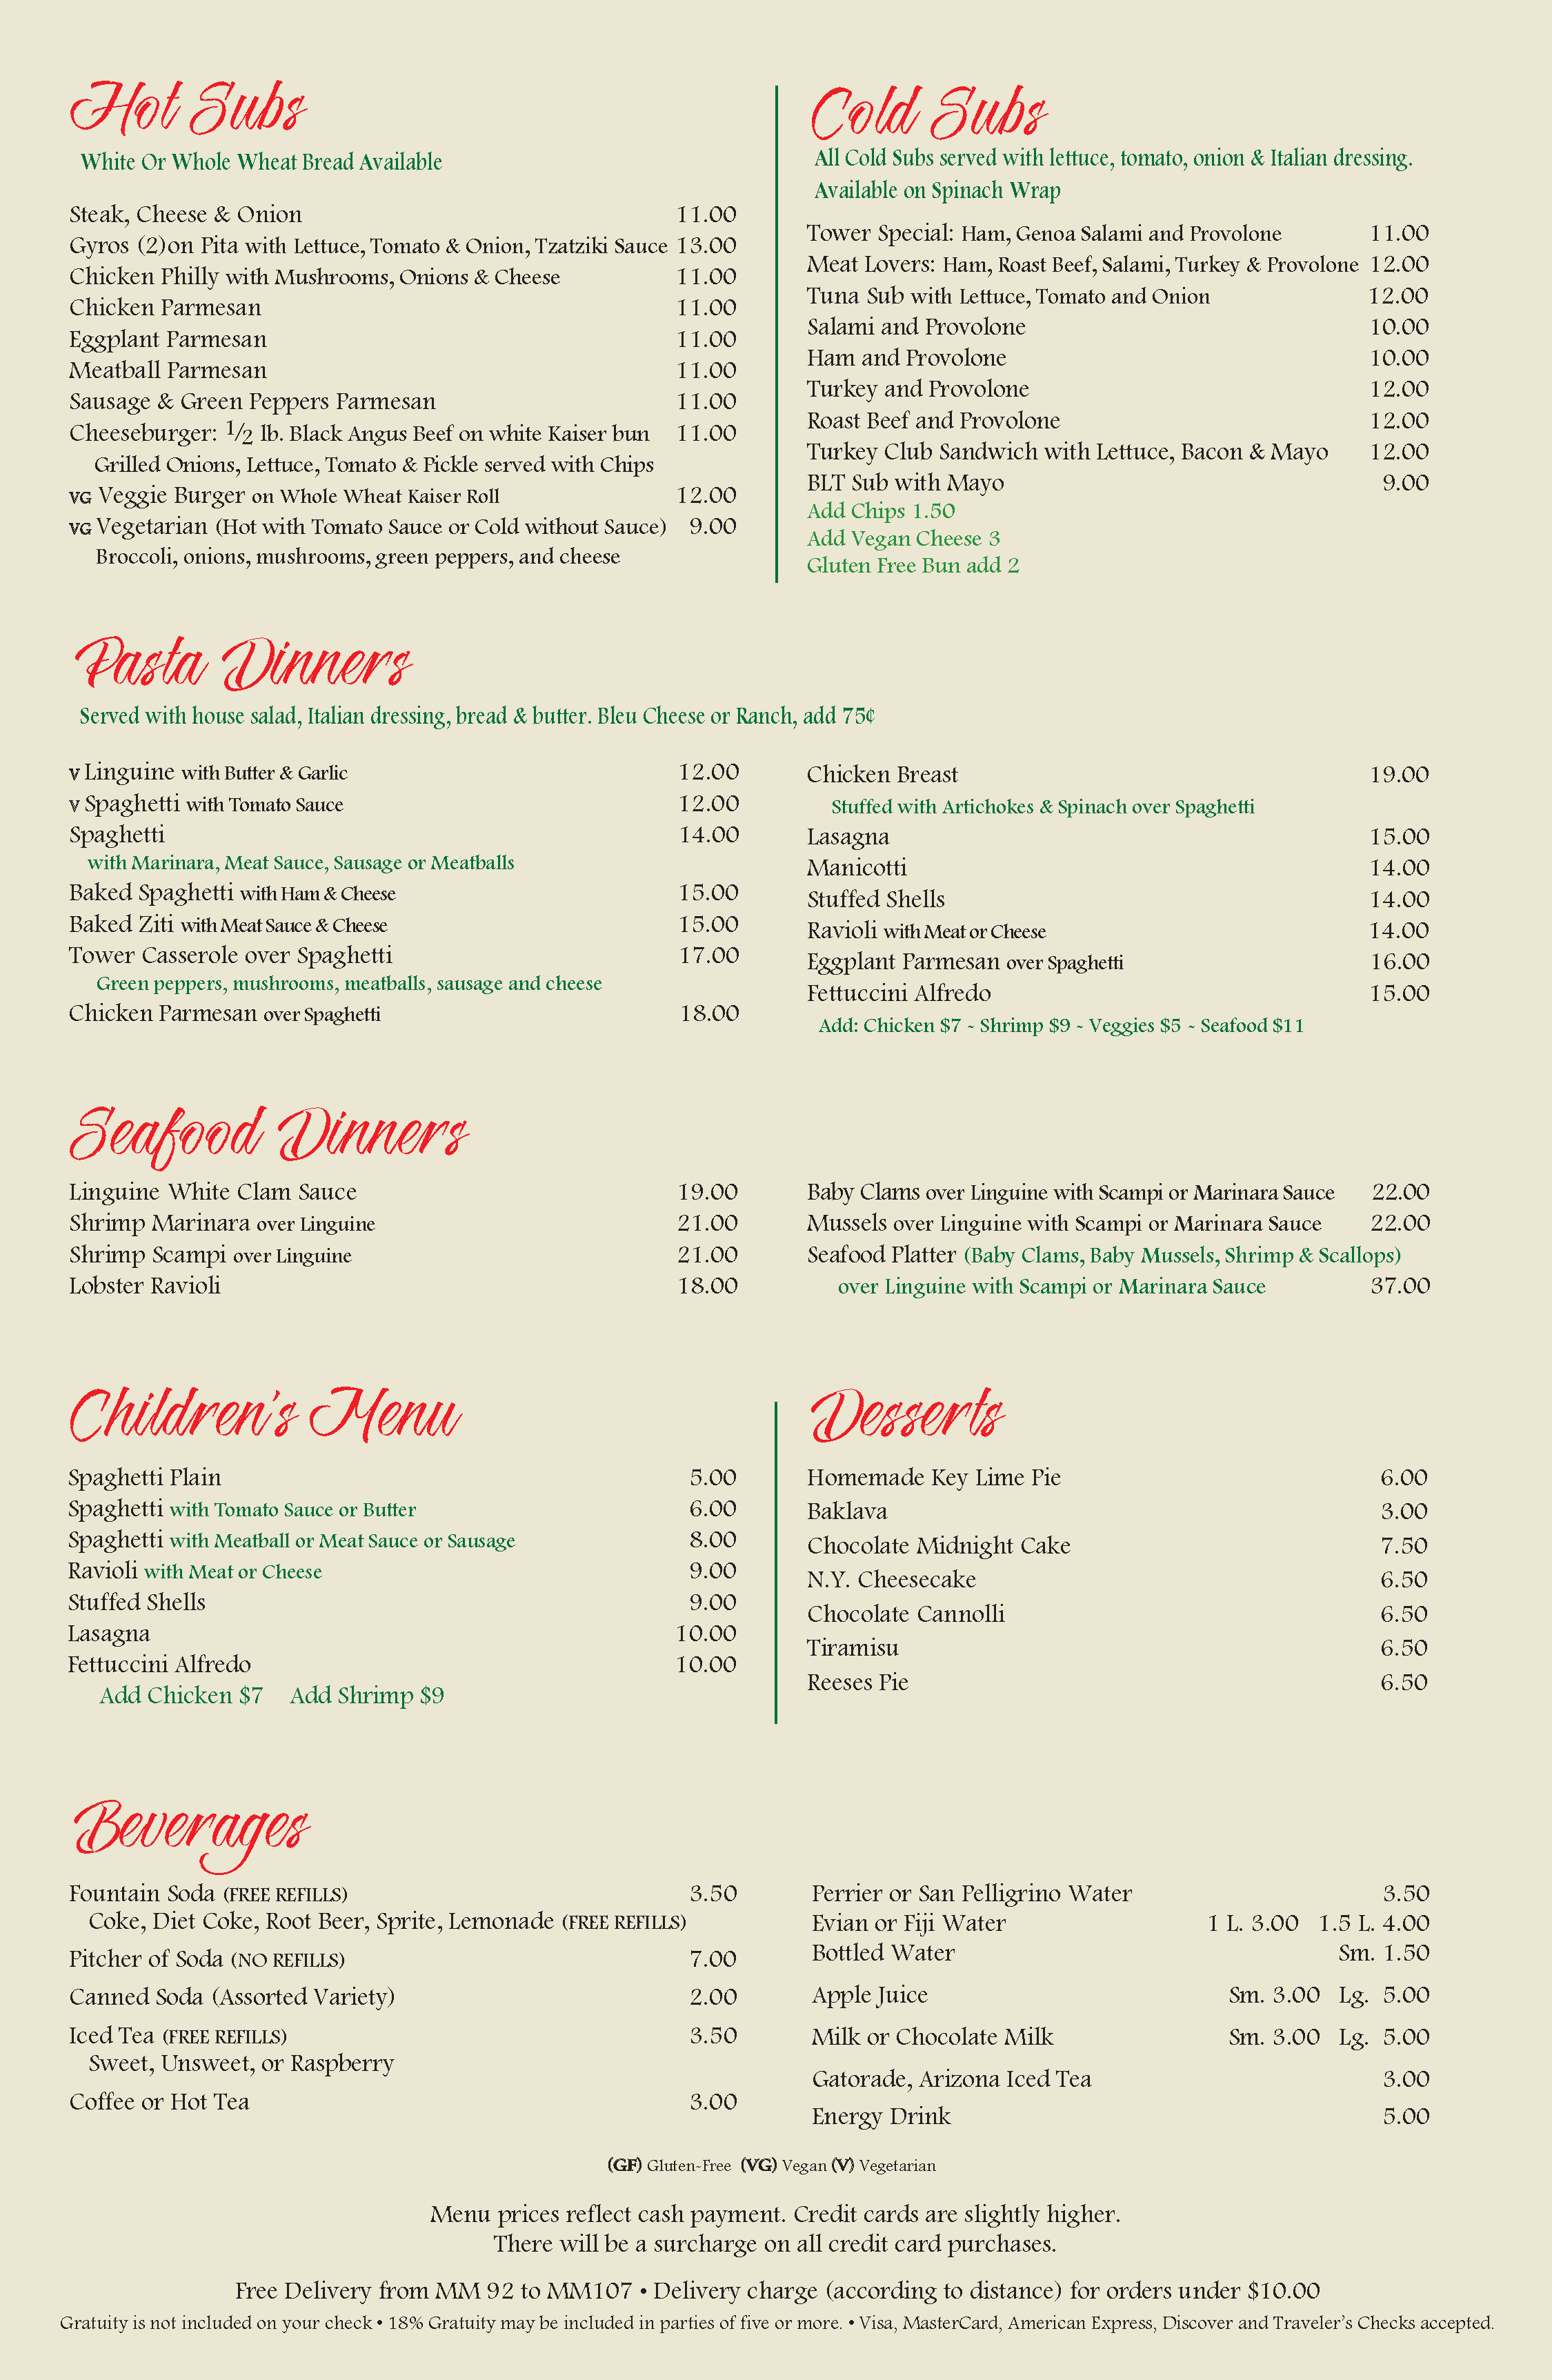 Hot Subs
White Or Whole Wheat Bread Available
Steak, Cheese & Onion 11.00
Gyros (2)on Pita with Lettuce, Tomato & Onion, Tzatziki Sauce 13.00
Chicken Philly with Mushrooms, Onions & Cheese 11.00
Chicken Parmesan 11.00
Eggplant Parmesan 11.00
Meatball Parmesan 11.00
Sausage & Green Peppers Parmesan 11.00
Cheeseburger: 1/2 lb. Black Angus Beef on white Kaiser bun 11.00
Grilled Onions, Lettuce, Tomato & Pickle served with Chips
VG Veggie Burger on Whole Wheat Kaiser Roll 12.00
VG Vegetarian (Hot with Tomato Sauce or Cold without Sauce) 9.00
Broccoli, onions, mushrooms, green peppers, and cheese
Cold Subs
All Cold Subs served with lettuce, tomato, onion & Italian dressing.
Available on Spinach Wrap
Tower Special: Ham, Genoa Salami and Provolone 11.00
Meat Lovers: Ham, Roast Beef, Salami, Turkey & Provolone 12.00
Tuna Sub with Lettuce, Tomato and Onion 12.00
Salami and Provolone 10.00
Ham and Provolone 10.00
Turkey and Provolone 12.00
Roast Beef and Provolone 12.00
Turkey Club Sandwich with Lettuce, Bacon & Mayo 12.00
BLT Sub with Mayo 9.00
Add Chips 1.50
Add Vegan Cheese 3
Gluten Free Bun add 2
Pasta Dinners
Served with house salad, Italian dressing, bread & butter. Bleu Cheese or Ranch, add 75¢
V Linguine with Butter & Garlic 12.00
V Spaghetti with Tomato Sauce 12.00
Spaghetti 14.00
with Marinara, Meat Sauce, Sausage or Meatballs
Baked Spaghetti with Ham & Cheese 15.00
Baked Ziti with Meat Sauce & Cheese 15.00
Tower Casserole over Spaghetti 17.00
Green peppers, mushrooms, meatballs, sausage and cheese
Chicken Parmesan over Spaghetti 18.00
Chicken Breast 19.00
Stuffed with Artichokes & Spinach over Spaghetti
Lasagna 15.00
Manicotti 14.00
Stuffed Shells 14.00
Ravioli with Meat or Cheese 14.00
Eggplant Parmesan over Spaghetti 16.00
Fettuccini Alfredo 15.00
Add: Chicken $7 ~ Shrimp $9 ~ Veggies $5 ~ Seafood $11
Seafood Dinners
Linguine White Clam Sauce 19.00
Shrimp Marinara over Linguine 21.00
Shrimp Scampi over Linguine 21.00
Lobster Ravioli 18.00
Baby Clams over Linguine with Scampi or Marinara Sauce 22.00
Mussels over Linguine with Scampi or Marinara Sauce 22.00
Seafood Platter (Baby Clams, Baby Mussels, Shrimp & Scallops)
over Linguine with Scampi or Marinara Sauce 37.00
Children's Menu
Spaghetti Plain 5.00
Spaghetti with Tomato Sauce or Butter 6.00
Spaghetti with Meatball or Meat Sauce or Sausage 8.00
Ravioli with Meat or Cheese 9.00
Stuffed Shells 9.00
Lasagna 10.00
Fettuccini Alfredo 10.00
Add Chicken $7 Add Shrimp $9
Desserts
Homemade Key Lime Pie 6.00
Baklava 3.00
Chocolate Midnight Cake 7.50
N.Y. Cheesecake 6.50
Chocolate Cannolli 6.50
Tiramisu 6.50
Reeses Pie 6.50
Beverages
Fountain Soda (FREE REFILLS) 3.50
Coke, Diet Coke, Root Beer, Sprite, Lemonade (FREE REFILLS)
Pitcher of Soda (NO REFILLS) 7.00
Canned Soda (Assorted Variety) 2.00
Iced Tea (FREE REFILLS) 3.50
Sweet, Unsweet, or Raspberry
Coffee or Hot Tea 3.00
Perrier or San Pelligrino Water 3.50
Evian or Fiji Water 1 L. 3.00 1.5 L. 4.00
Bottled Water Sm. 1.50
Apple Juice Sm. 3.00 Lg. 5.00
Milk or Chocolate Milk Sm. 3.00 Lg. 5.00
Gatorade, Arizona Iced Tea 3.00
Energy Drink 5.00
(GF) Gluten-Free (VG) Vegan (V) Vegetarian
Menu prices reflect cash payment. Credit cards are slightly higher.
There will be a surcharge on all credit card purchases.
Free Delivery from MM 92 to MM107 • Delivery charge (according to distance) for orders under $10.00
Gratuity is not included on your check • 18% Gratuity may be included in parties of five or more. • Visa, MasterCard, American Express, Discover and Traveler's Checks accepted.